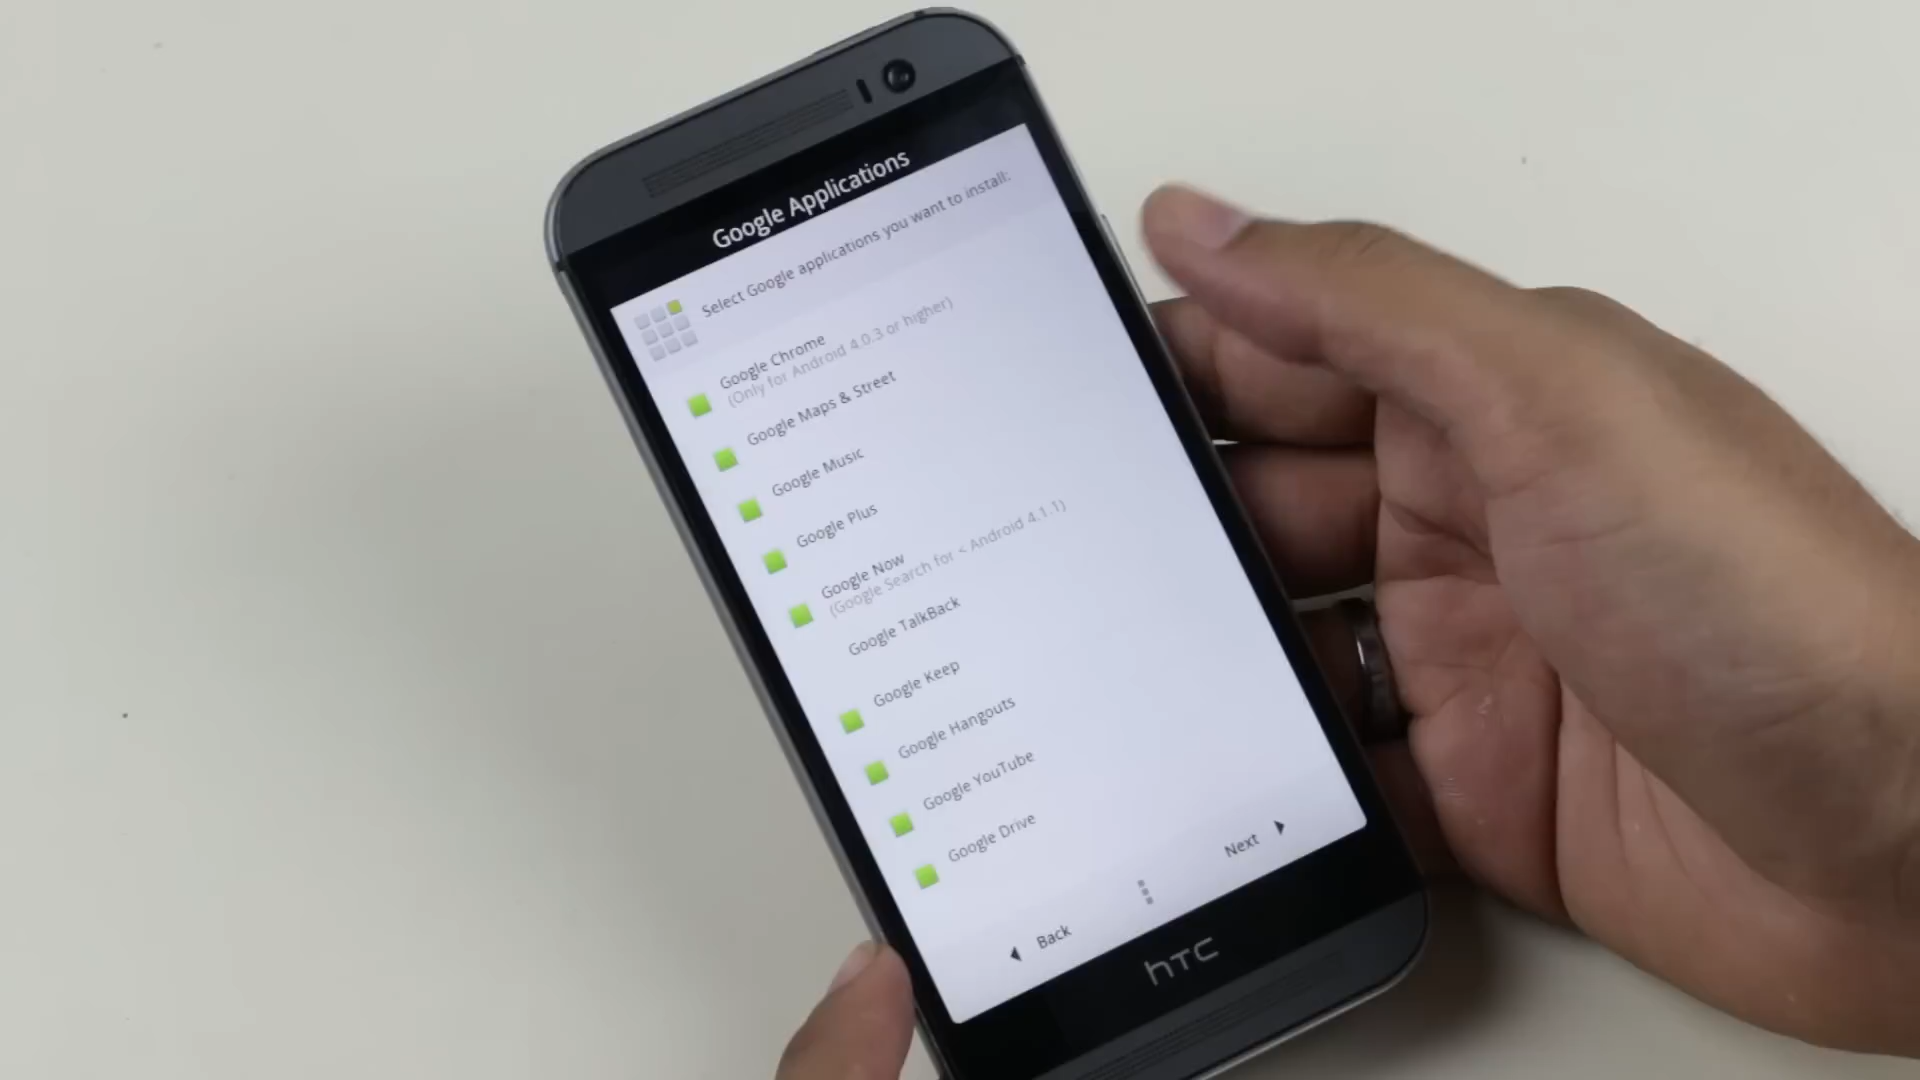 Google Applications
Select Google applications you want to install:
Google Chrome
(Only for Android 4.0.3 or higher)
Google Maps & Street
Google Music
Google Plus
Google Now
(Google Search for < Android 4.1.1)
Google TalkBack
Google Keep
Google Hangouts
Google YouTube
Google Drive
Back
Next
hTC